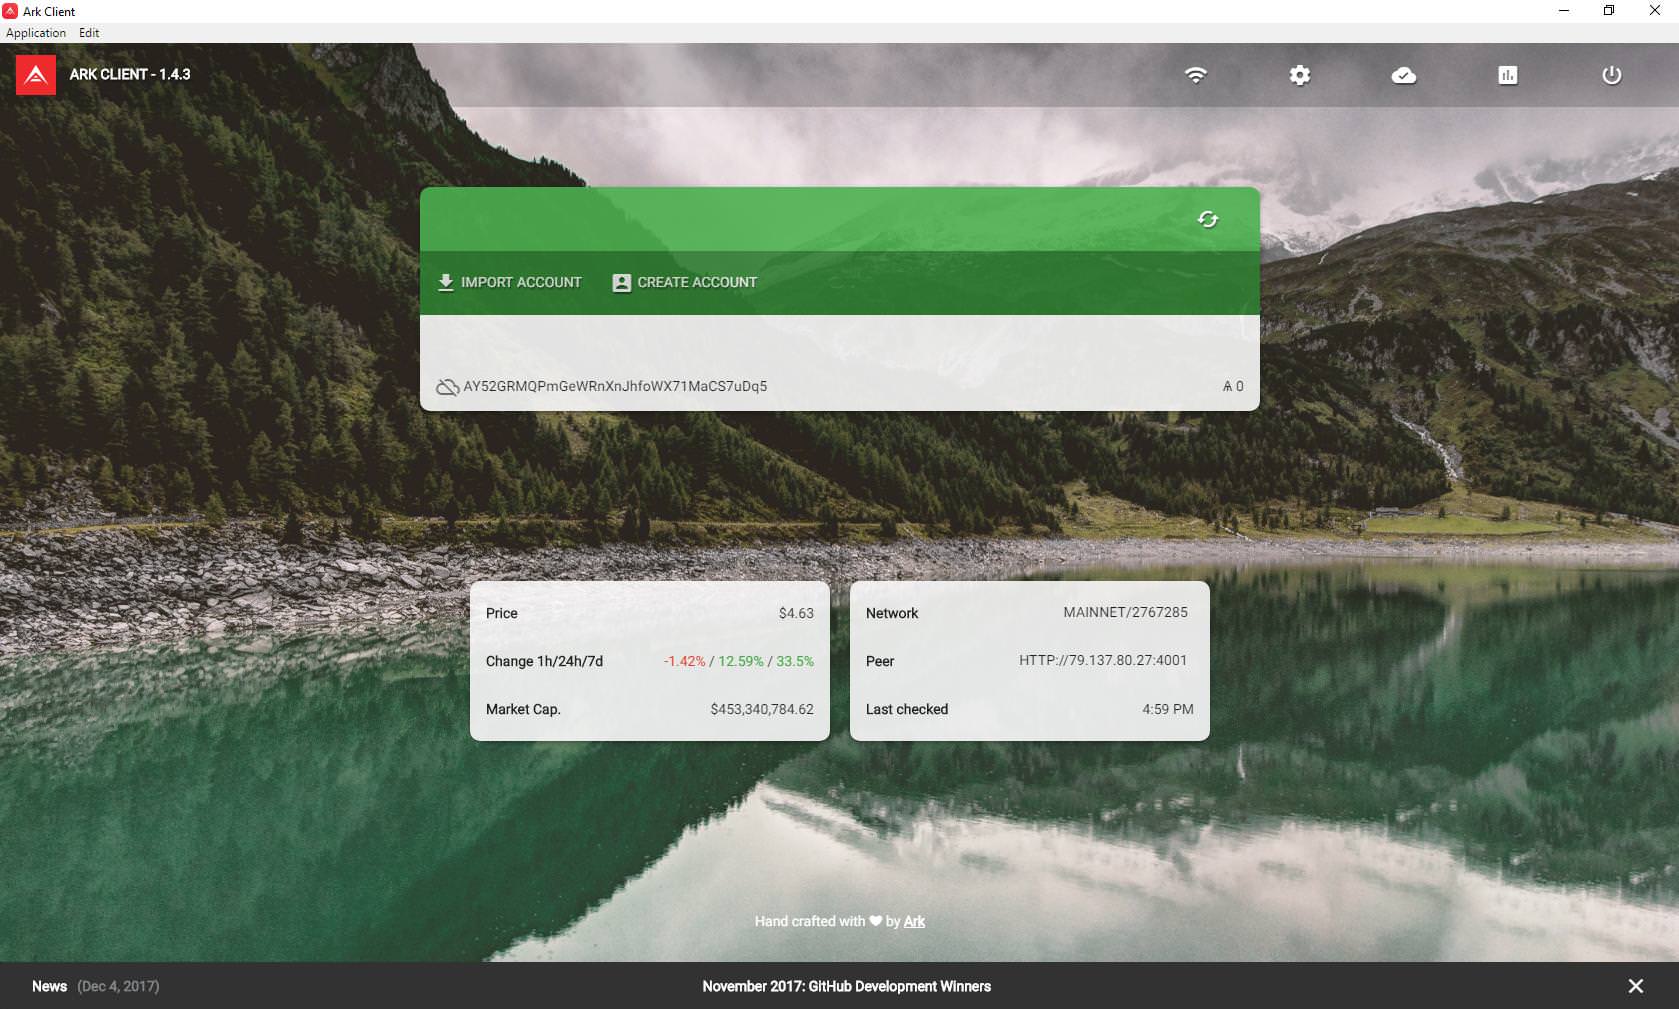 Ark Client
Application Edit
ARK CLIENT - 1.4.3
IMPORT ACCOUNT CREATE ACCOUNT
AY52GRMQPmGeWRnXnJhfoWX71MaCS7uDq5 Ѧ 0
Price $4.63
Change 1h/24h/7d -1.42% / 12.59% / 33.5%
Market Cap. $453,340,784.62
Network MAINNET/2767285
Peer HTTP://79.137.80.27:4001
Last checked 4:59 PM
Hand crafted with ♥ by Ark
News (Dec 4, 2017) November 2017: GitHub Development Winners